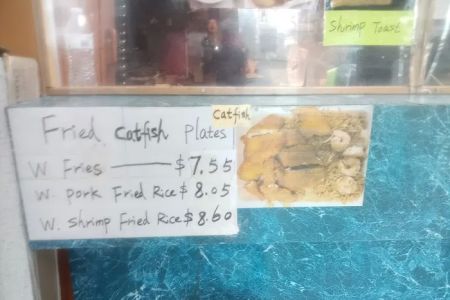 Shrimp Toast
Catfish
Fried Catfish Plates
W Fries — $7.55
W. pork Fried Rice $8.05
W. shrimp Fried Rice $8.60